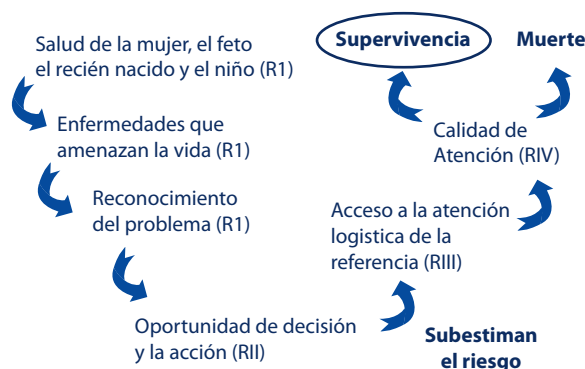 Salud de la mujer, el feto
el recién nacido y el niño (R1)
Enfermedades que
amenazan la vida (R1)
Reconocimiento
del problema (R1)
Oportunidad de decisión
y la acción (RII)
Subestiman
el riesgo
Acceso a la atención
logistica de la
referencia (RIII)
Calidad de
Atención (RIV)
Supervivencia
Muerte